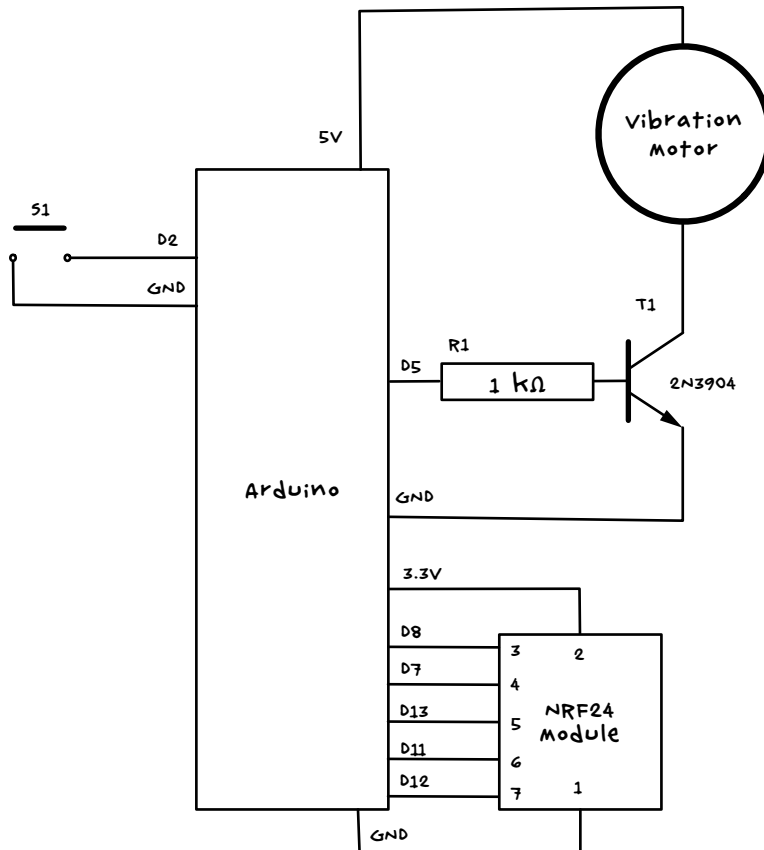 5V
Vibration
motor
S1
D2
GND
T1
R1
D5
1 kΩ
2N3904
Arduino
GND
3.3V
D8
3
2
D7
4
NRF24
module
D13
5
D11
6
D12
7
1
GND